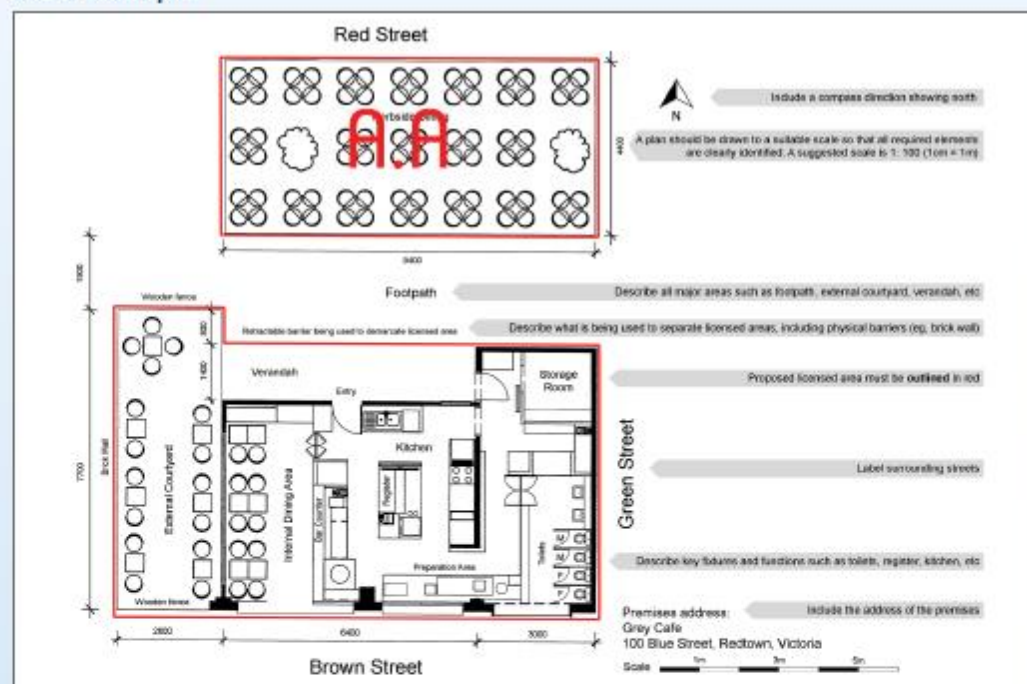 Red Street
A.A
N
Include a compass direction showing north
A plan should be drawn to a suitable scale so that all required elements
are clearly identified. A suggested scale is 1: 100 (1cm = 1m)
4400
9400
Wooden fence
Footpath
Describe all major areas such as footpath, external courtyard, verandah, etc
Retractable barrier being used to demarcate licensed area
Describe what is being used to separate licensed areas, including physical barriers (eg, brick wall)
1400
Verandah
Entry
Storage
Room
Proposed licensed area must be outlined in red
Kitchen
Brick Wall
7700
External Courtyard
Internal Dining Area
Bar Counter
Register
Green Street
Label surrounding streets
Toilets
M
M
F
F
Preparation Area
Describe key fixtures and functions such as toilets, register, kitchen, etc
Wooden fence
Premises address:
Include the address of the premises
Grey Cafe
100 Blue Street, Redtown, Victoria
2600
6400
3000
Brown Street
Scale
1m
3m
5m